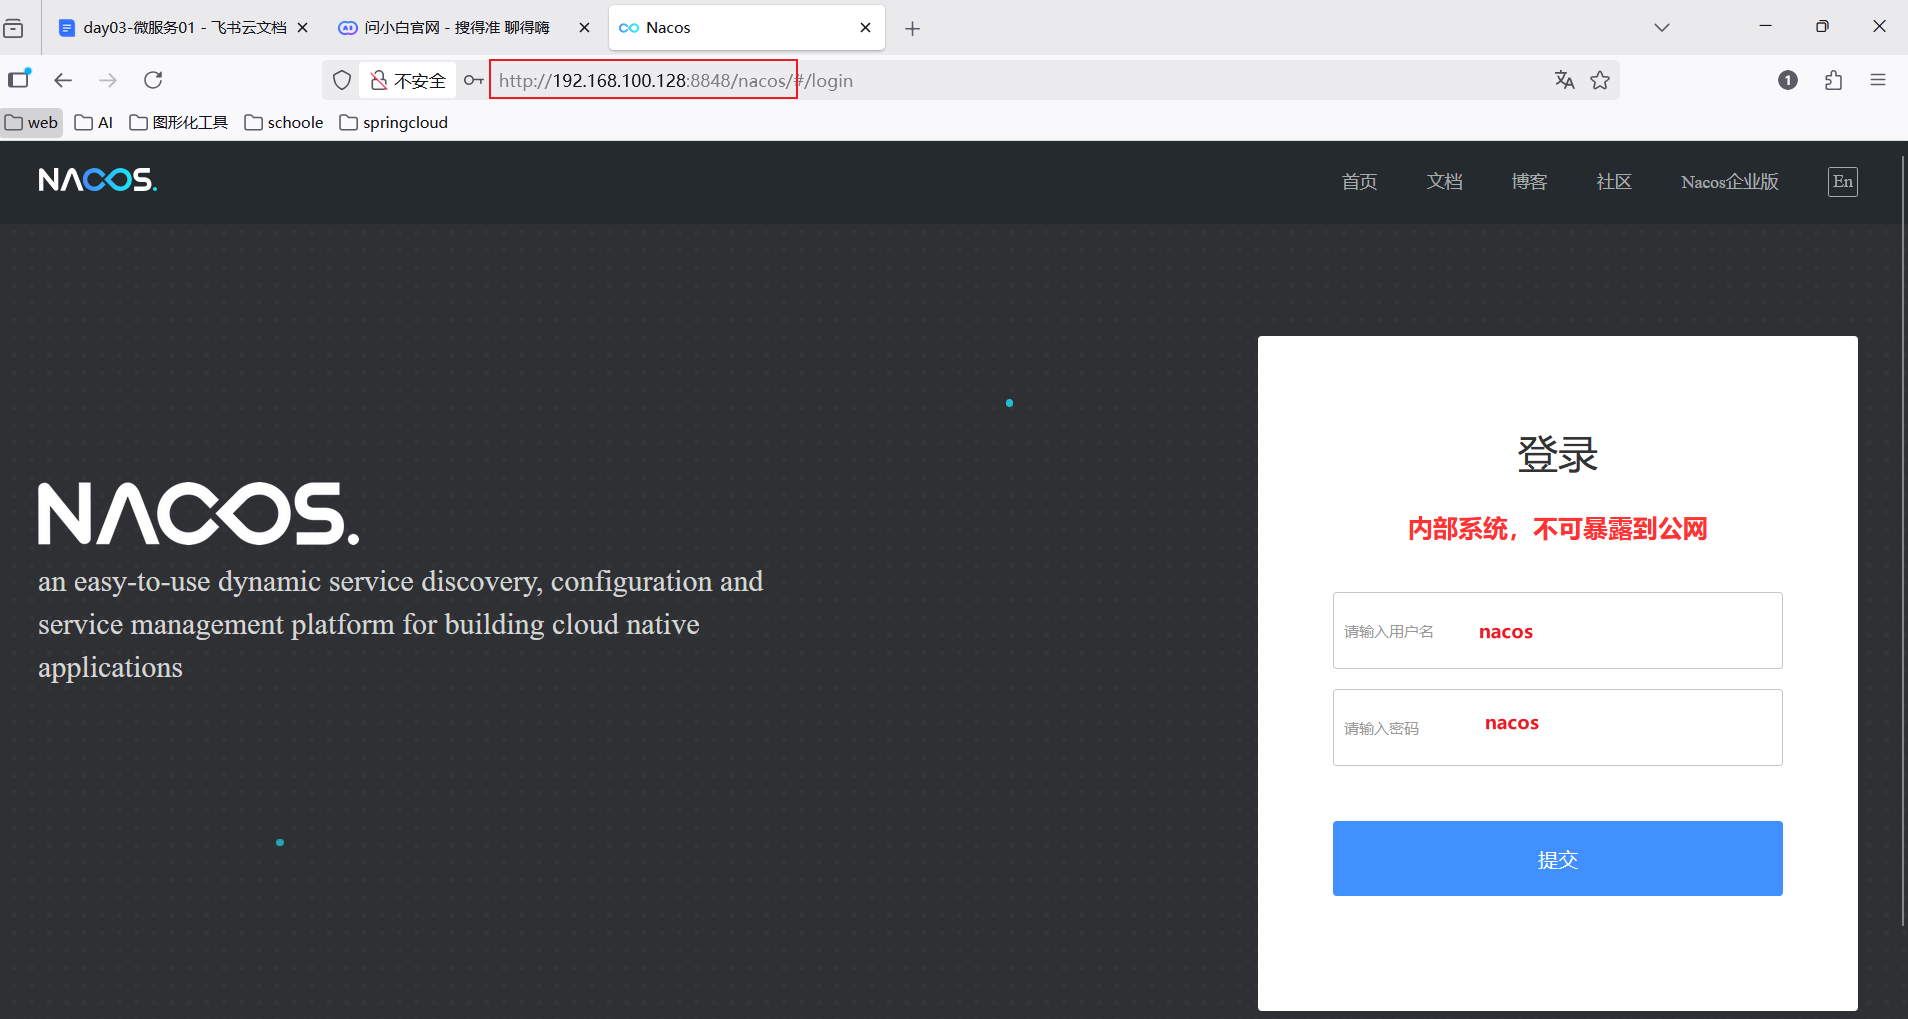 day03-微服务01 - 飞书云文档
问小白官网 - 搜得准 聊得嗨
Nacos
不安全
http://192.168.100.128:8848/nacos/#/login
1
web
AI
图形化工具
schoole
springcloud
NACOS.
首页
文档
博客
社区
Nacos企业版
En
NACOS.
an easy-to-use dynamic service discovery, configuration and
service management platform for building cloud native
applications
登录
内部系统，不可暴露到公网
请输入用户名 nacos
请输入密码 nacos
提交